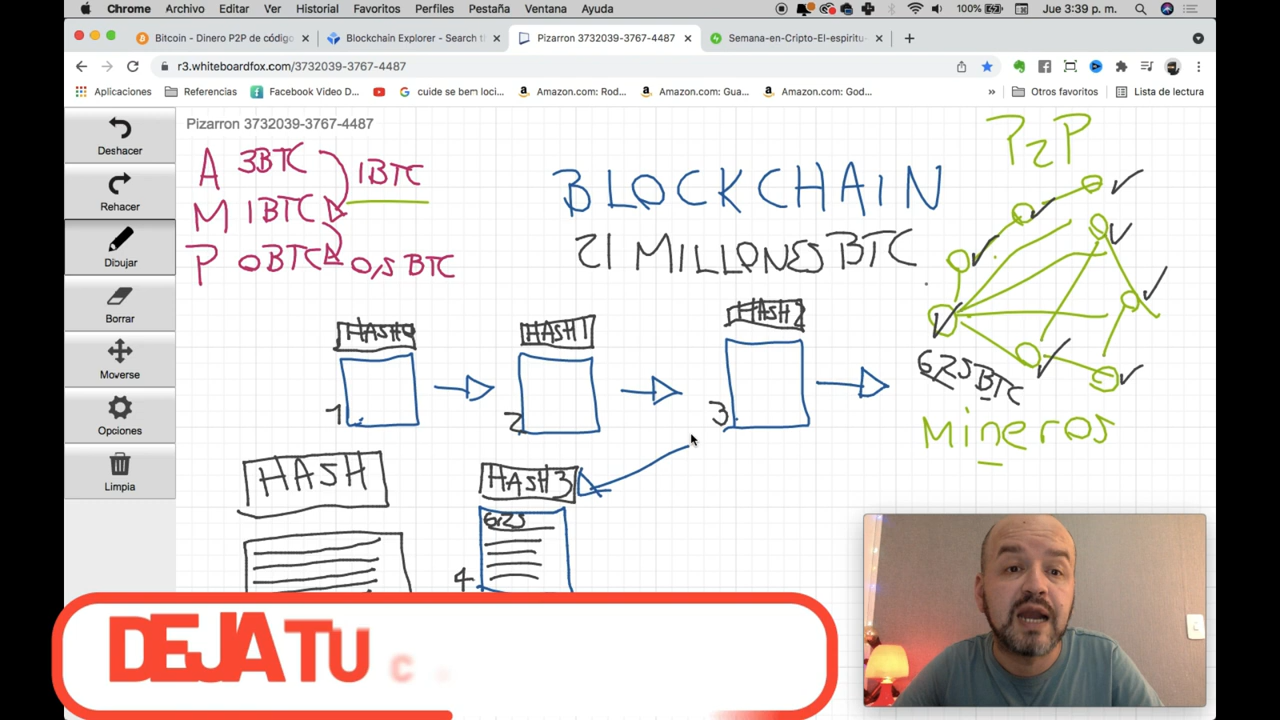 Chrome Archivo Editar Ver Historial Favoritos Perfiles Pestaña Ventana Ayuda 100% Jue 3:39 p. m.
Bitcoin - Dinero P2P de código Blockchain Explorer - Search t Pizarron 3732039-3767-4487 Semana-en-Cripto-El-espiritu
r3.whiteboardfox.com/3732039-3767-4487
Aplicaciones Referencias Facebook Video D... cuide se bem loci... Amazon.com: Rod... Amazon.com: Gua... Amazon.com: God... » Otros favoritos Lista de lectura
Pizarron 3732039-3767-4487
Deshacer
Rehacer
Dibujar
Borrar
Moverse
Opciones
Limpia
A 3BTC 1BTC
M 1BTC
P 0BTC 0,5 BTC
BLOCKCHAIN
21 MILLONES BTC
P2P
HASH0 HASH1 HASH2
1 2 3
6,25 BTC
Mineros
HASH HASH3
6,25
4
DEJA TU C